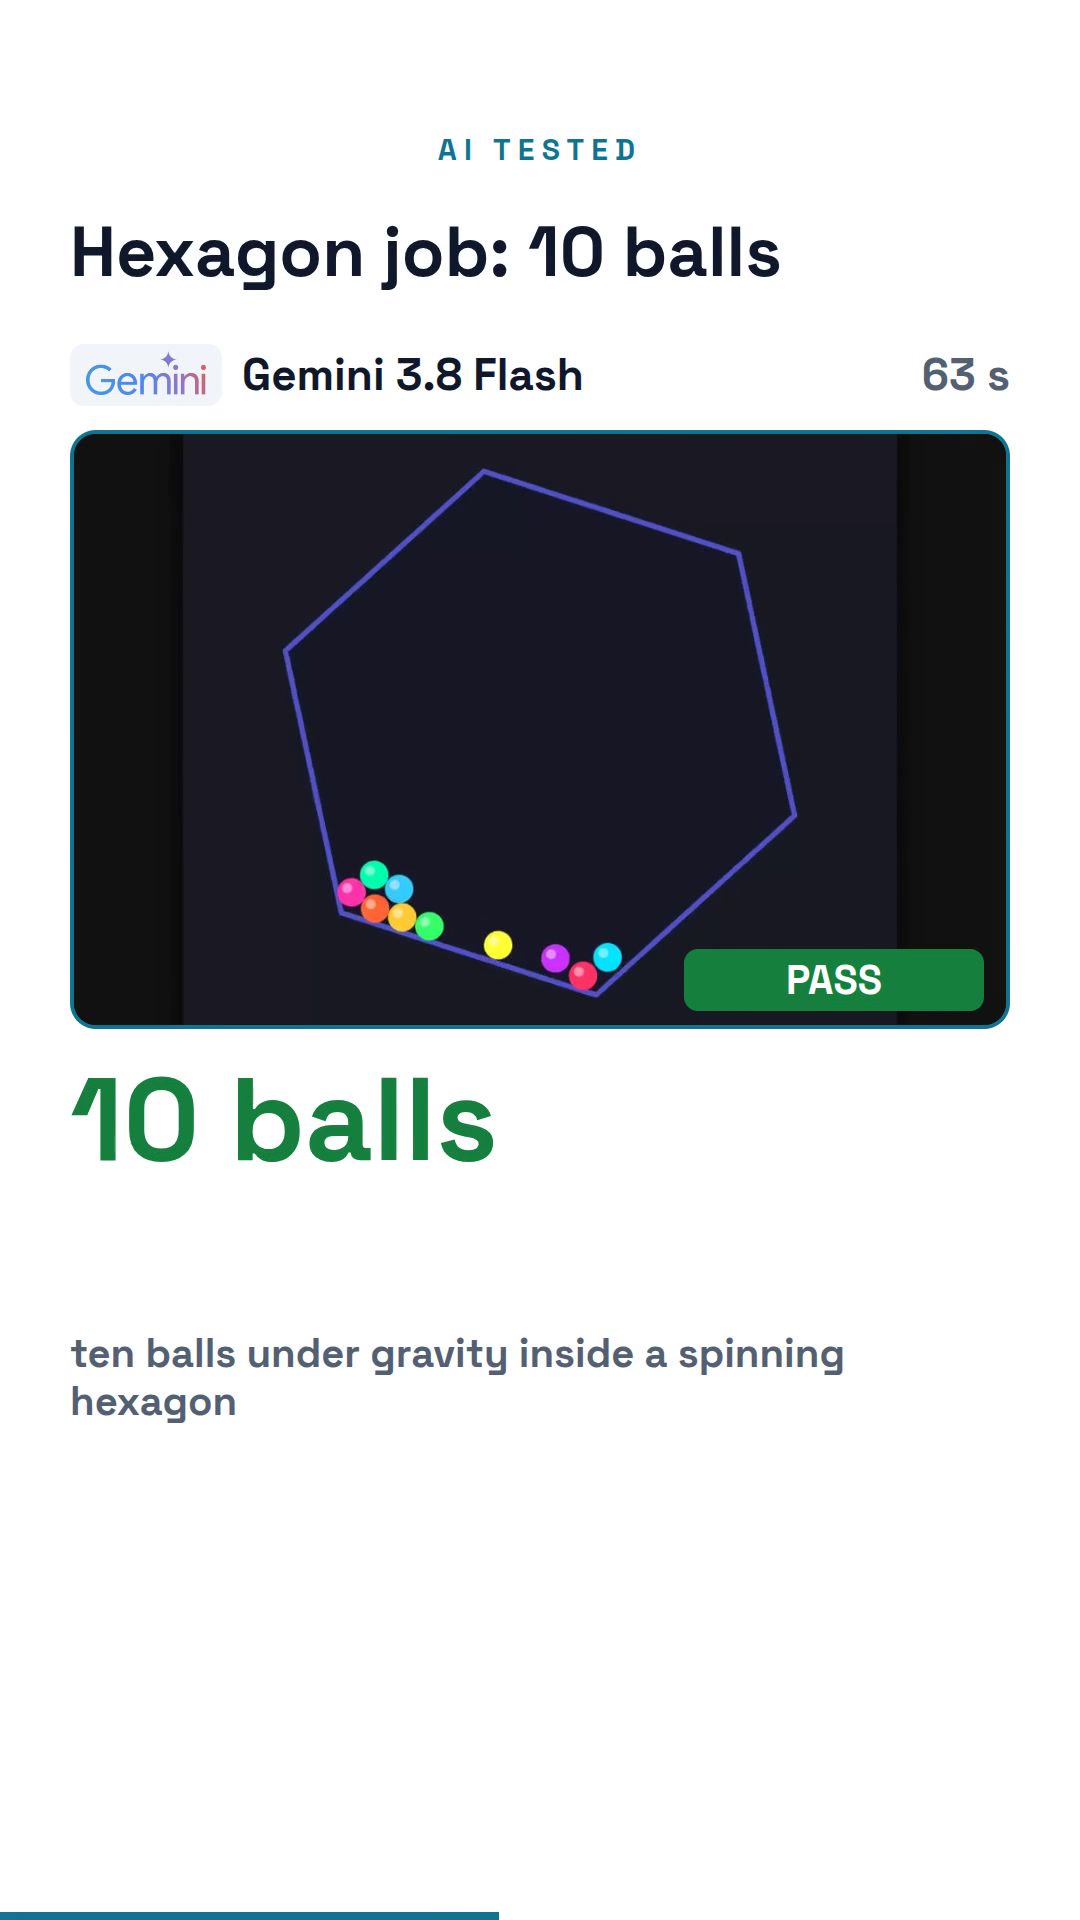 AI TESTED
Hexagon job: 10 balls
Gemini Gemini 3.8 Flash 63 s
PASS
10 balls
ten balls under gravity inside a spinning
hexagon